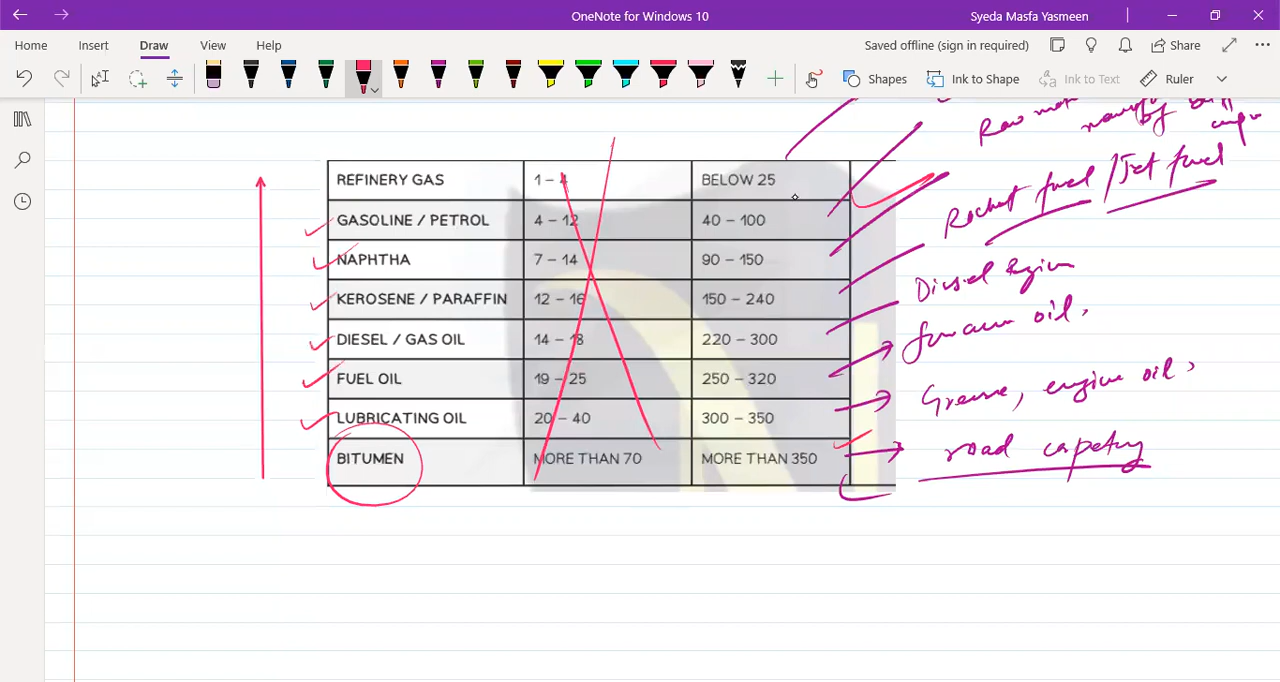 OneNote for Windows 10
Syeda Masfa Yasmeen
Home Insert Draw View Help
Saved offline (sign in required)
Share
Shapes Ink to Shape Ink to Text Ruler
Raw
by
REFINERY GAS 1 – 4 BELOW 25
Rocket fuel / Jet fuel
GASOLINE / PETROL 4 – 12 40 – 100
NAPHTHA 7 – 14 90 – 150
Diesel
KEROSENE / PARAFFIN 12 – 16 150 – 240
oil,
DIESEL / GAS OIL 14 – 18 220 – 300
FUEL OIL 19 – 25 250 – 320
Grease, engine oil,
LUBRICATING OIL 20 – 40 300 – 350
BITUMEN MORE THAN 70 MORE THAN 350
road